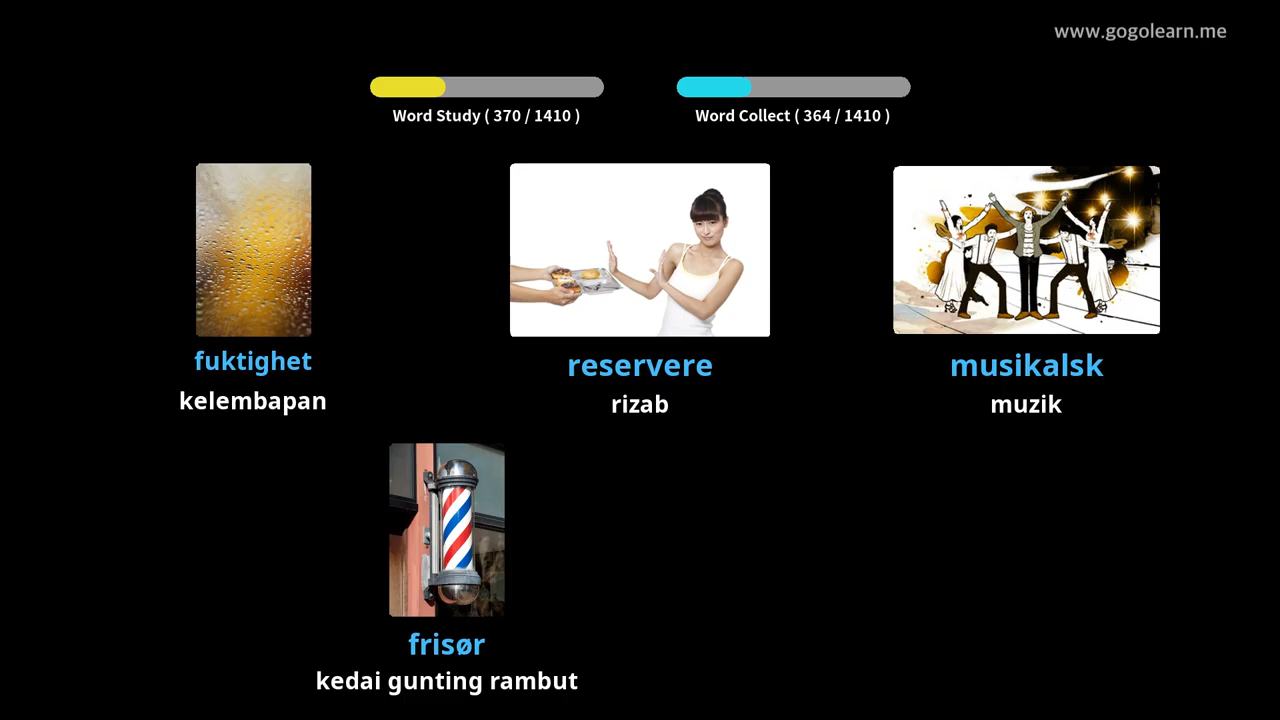 www.gogolearn.me
Word Study ( 370 / 1410 )
Word Collect ( 364 / 1410 )
fuktighet
kelembapan
reservere
rizab
musikalsk
muzik
frisør
kedai gunting rambut